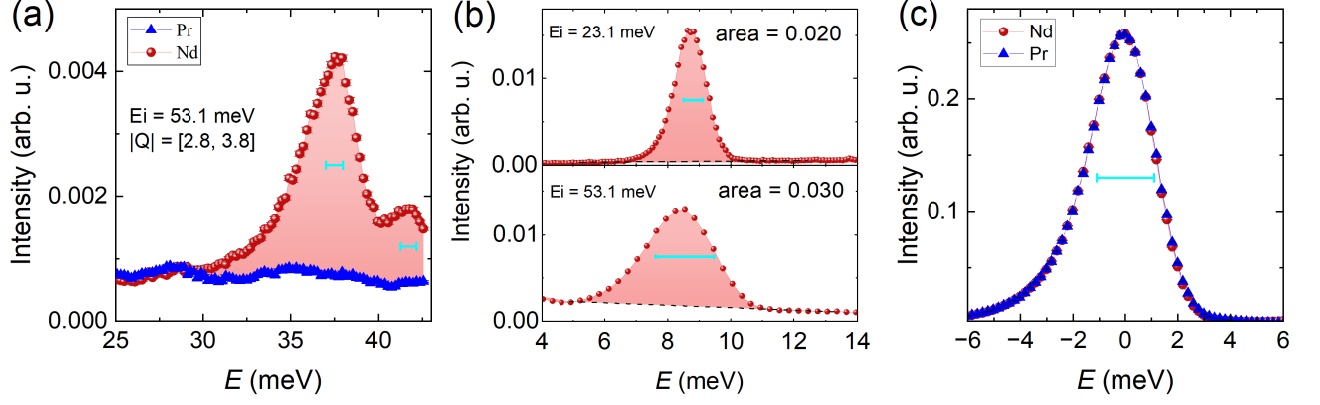 (a)
Pr
Nd
Ei = 53.1 meV
|Q| = [2.8, 3.8]
0.004
0.002
0.000
25 30 35 40
E (meV)
Intensity (arb. u.)
(b)
Ei = 23.1 meV
area = 0.020
0.01
0.00
Ei = 53.1 meV
area = 0.030
0.01
0.00
4 6 8 10 12 14
E (meV)
Intensity (arb. u.)
(c)
Nd
Pr
0.2
0.1
−6 −4 −2 0 2 4 6
E (meV)
Intensity (arb. u.)